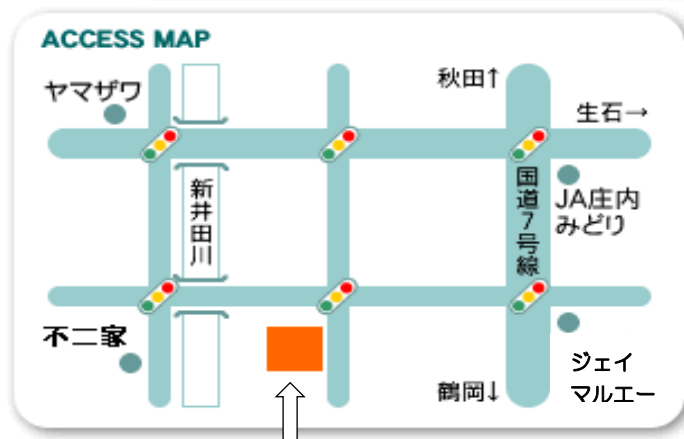 ACCESS MAP
ヤマザワ
秋田↑
生石→
新井田川
国道7号線
JA庄内
みどり
不二家
ジェイ
マルエー
鶴岡↓